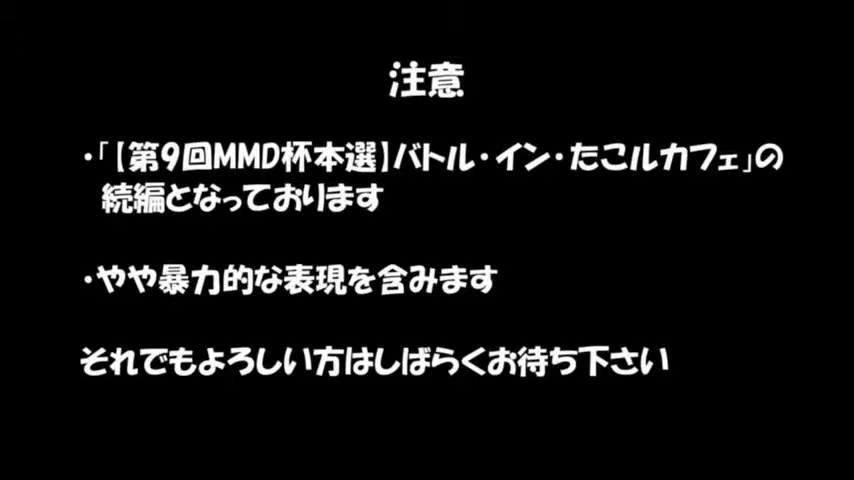 注意
・「【第9回MMD杯本選】バトル・イン・たこルカフェ」の
続編となっております
・やや暴力的な表現を含みます
それでもよろしい方はしばらくお待ち下さい